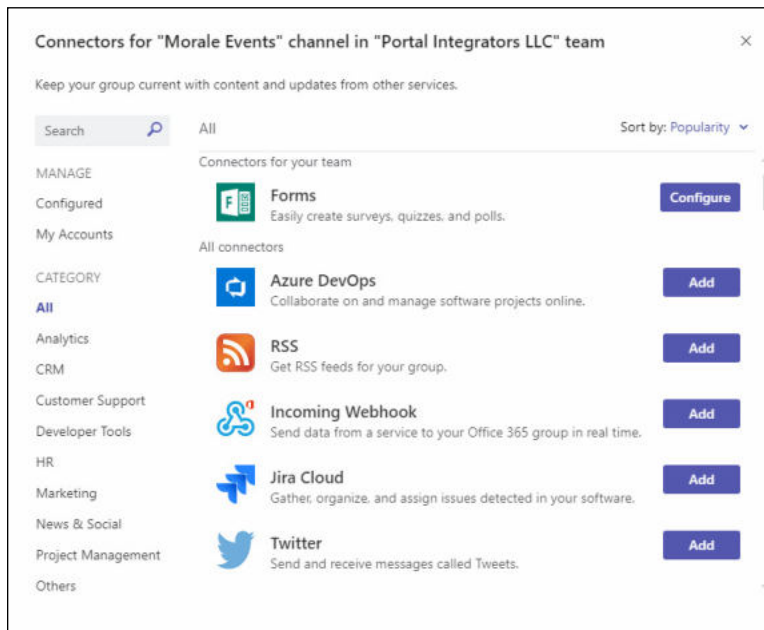 Connectors for "Morale Events" channel in "Portal Integrators LLC" team
Keep your group current with content and updates from other services.
Search
All
Sort by: Popularity
MANAGE
Configured
My Accounts
CATEGORY
All
Analytics
CRM
Customer Support
Developer Tools
HR
Marketing
News & Social
Project Management
Others
Connectors for your team
Forms
Easily create surveys, quizzes, and polls.
Configure
All connectors
Azure DevOps
Collaborate on and manage software projects online.
Add
RSS
Get RSS feeds for your group.
Add
Incoming Webhook
Send data from a service to your Office 365 group in real time.
Add
Jira Cloud
Gather, organize, and assign issues detected in your software.
Add
Twitter
Send and receive messages called Tweets.
Add